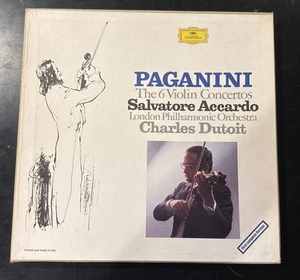 PAGANINI
The 6 Violin Concertos
Salvatore Accardo
London Philharmonic Orchestra
Charles Dutoit